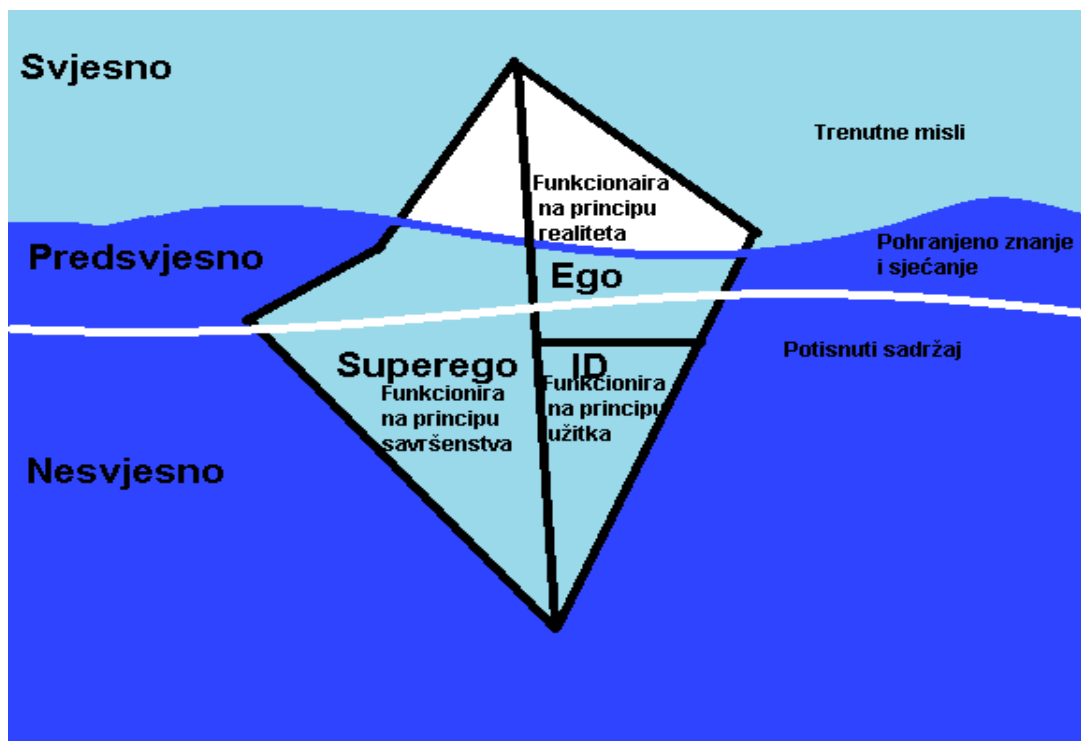 Svjesno
Trenutne misli
Funkcionaira
na principu
realiteta
Predsvjesno
Pohranjeno znanje
i sjećanje
Ego
Potisnuti sadržaj
Superego
Funkcionira
na principu
savršenstva
ID
Funkcionira
na principu
užitka
Nesvjesno